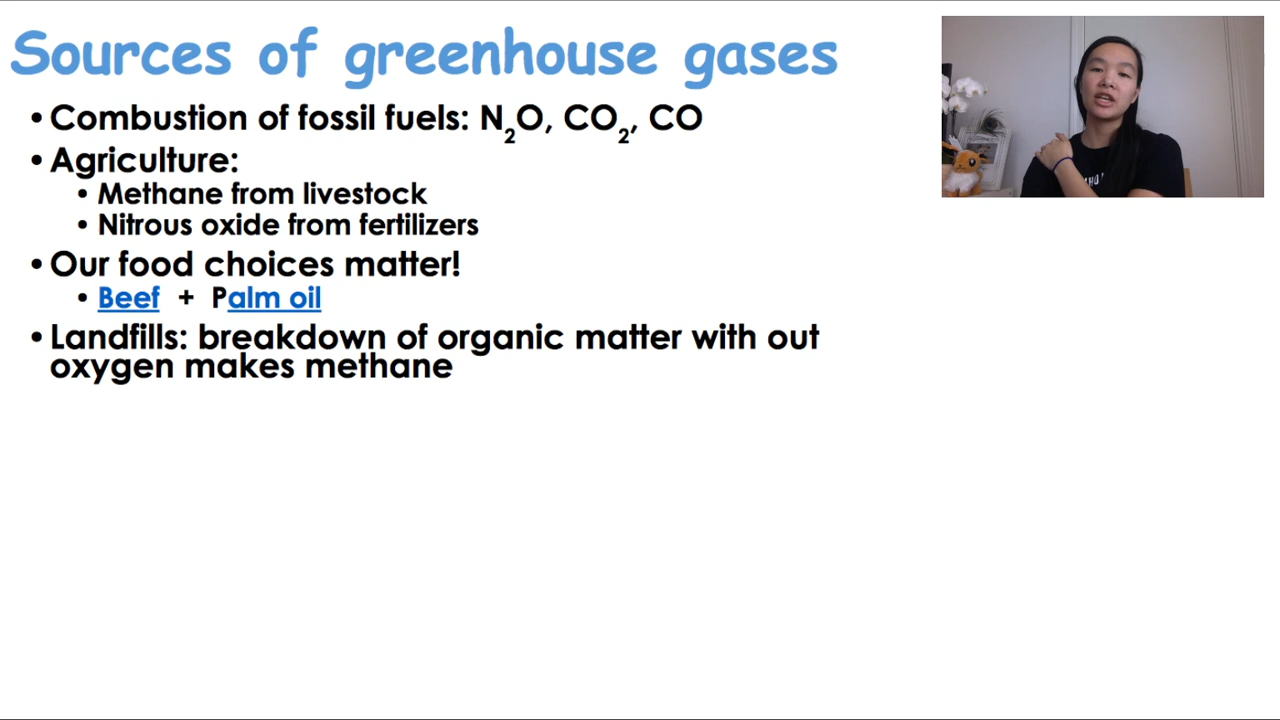 Sources of greenhouse gases
• Combustion of fossil fuels: N₂O, CO₂, CO
• Agriculture:
• Methane from livestock
• Nitrous oxide from fertilizers
• Our food choices matter!
• Beef + Palm oil
• Landfills: breakdown of organic matter with out
oxygen makes methane